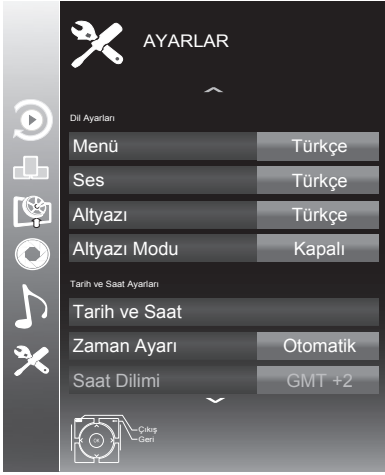 AYARLAR
Dil Ayarları
Menü Türkçe
Ses Türkçe
Altyazı Türkçe
Altyazı Modu Kapalı
Tarih ve Saat Ayarları
Tarih ve Saat
Zaman Ayarı Otomatik
Saat Dilimi GMT +2
OK
Çıkış
Geri